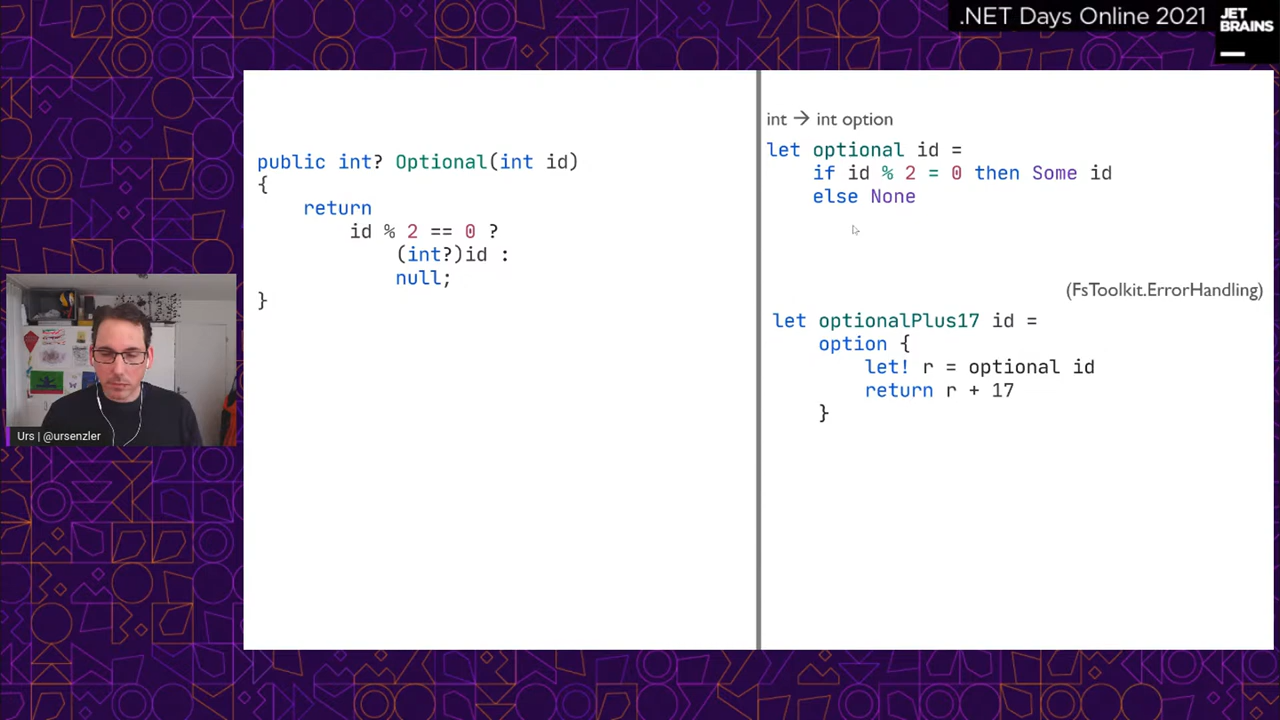 .NET Days Online 2021
JET
BRAINS
public int? Optional(int id)
{
    return
        id % 2 == 0 ?
            (int?)id :
            null;
}
int → int option
let optional id =
    if id % 2 = 0 then Some id
    else None
(FsToolkit.ErrorHandling)
let optionalPlus17 id =
    option {
        let! r = optional id
        return r + 17
    }
Urs | @ursenzler